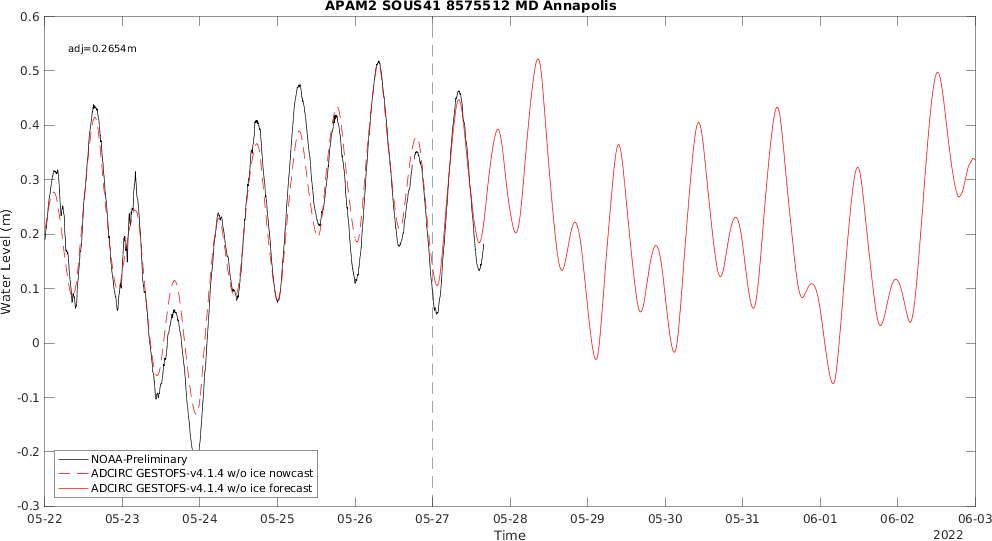 APAM2 SOUS41 8575512 MD Annapolis
adj=0.2654m
0.6
0.5
0.4
0.3
0.2
0.1
0
-0.1
-0.2
-0.3
Water Level (m)
NOAA-Preliminary
ADCIRC GESTOFS-v4.1.4 w/o ice nowcast
ADCIRC GESTOFS-v4.1.4 w/o ice forecast
05-22 05-23 05-24 05-25 05-26 05-27 05-28 05-29 05-30 05-31 06-01 06-02 06-03
Time
2022